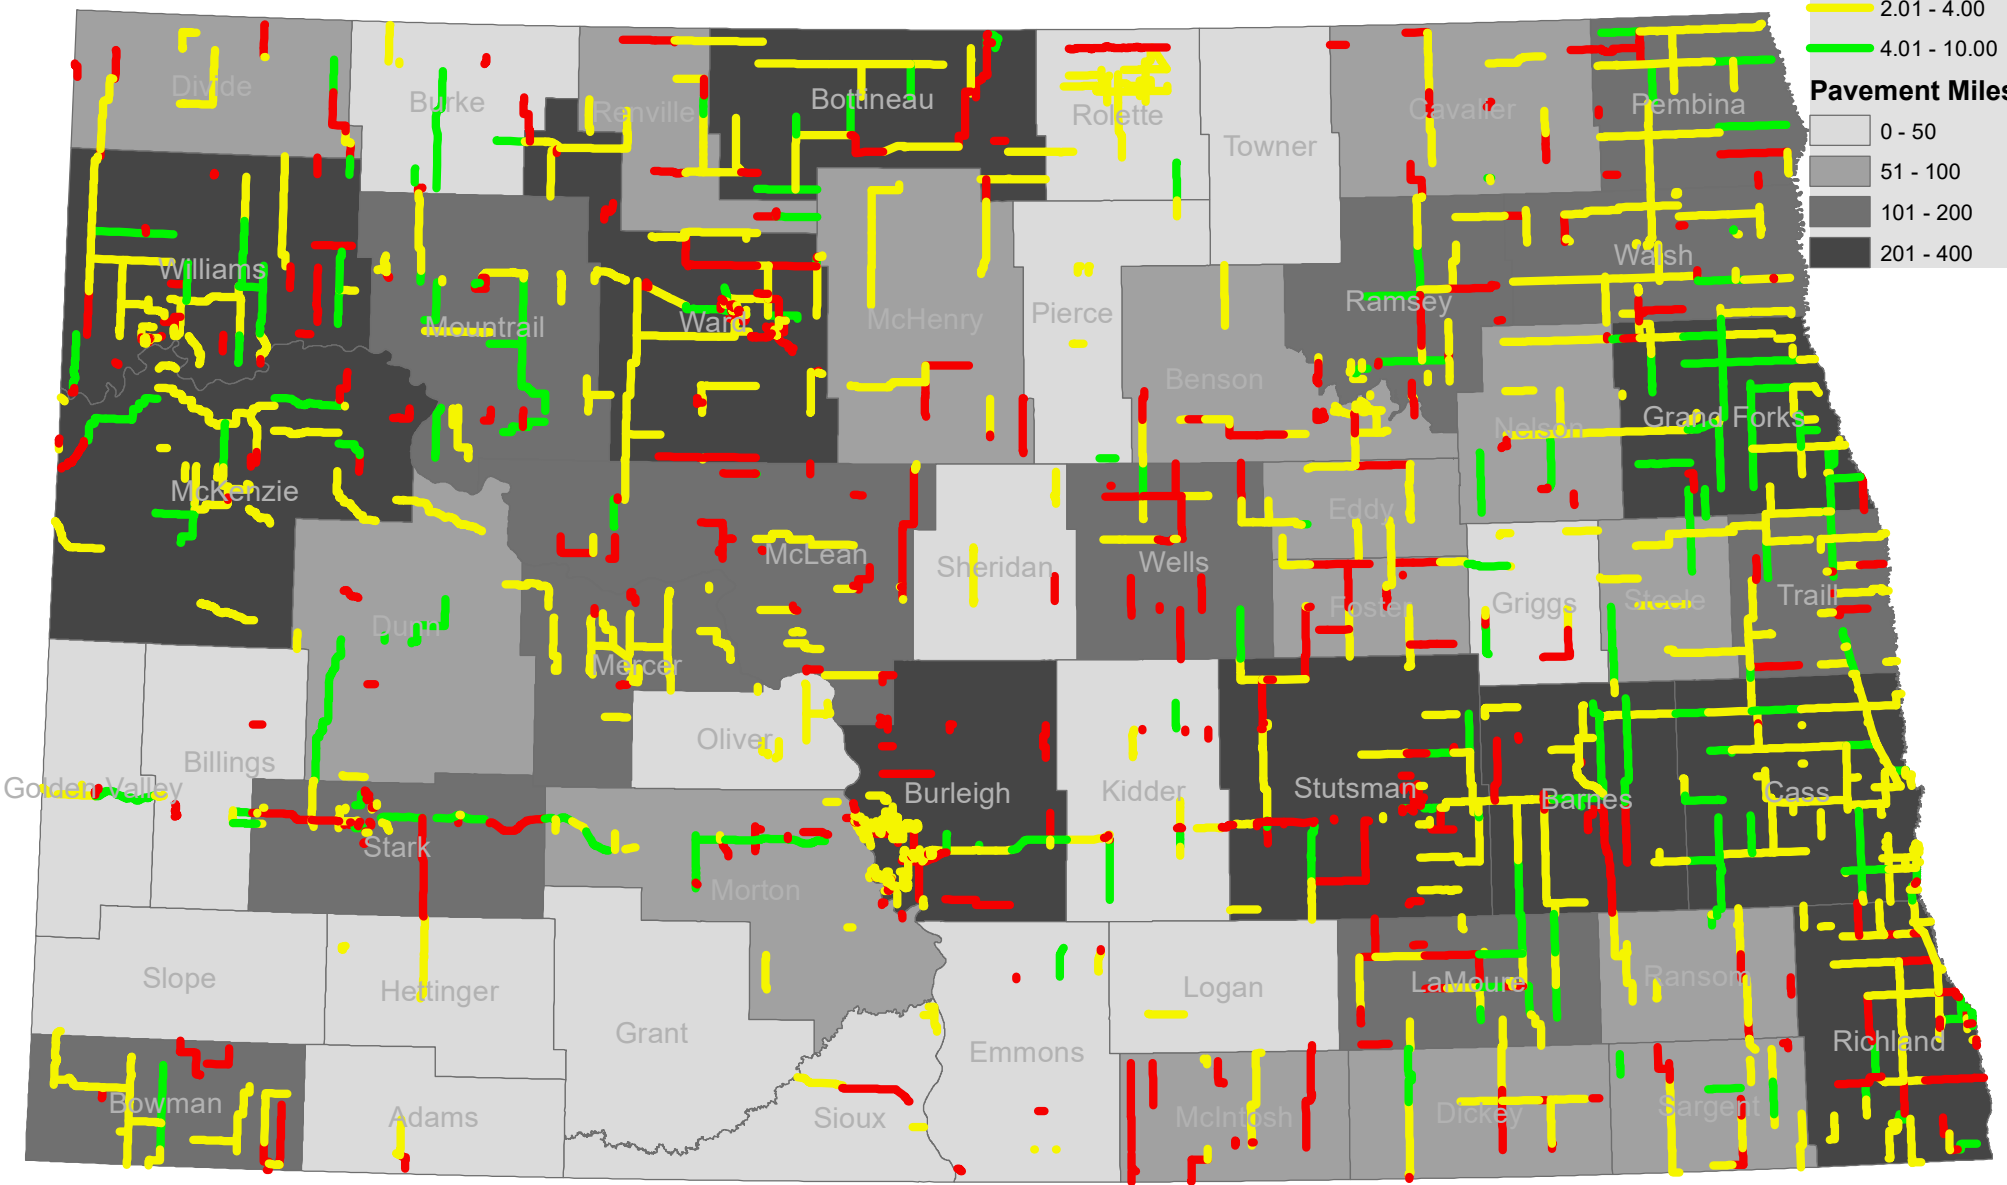 2.01 - 4.00
4.01 - 10.00
Pavement Miles
0 - 50
51 - 100
101 - 200
201 - 400
Divide
Burke
Renville
Bottineau
Rolette
Towner
Cavalier
Pembina
Williams
Mountrail
Ward
McHenry
Pierce
Ramsey
Walsh
Benson
Nelson
Grand Forks
McKenzie
Eddy
McLean
Sheridan
Wells
Dunn
Mercer
Foster
Griggs
Steele
Traill
Oliver
Billings
Golden Valley
Burleigh
Kidder
Stutsman
Barnes
Cass
Stark
Morton
Slope
Hettinger
Grant
Logan
LaMoure
Ransom
Emmons
Richland
Bowman
Adams
Sioux
McIntosh
Dickey
Sargent